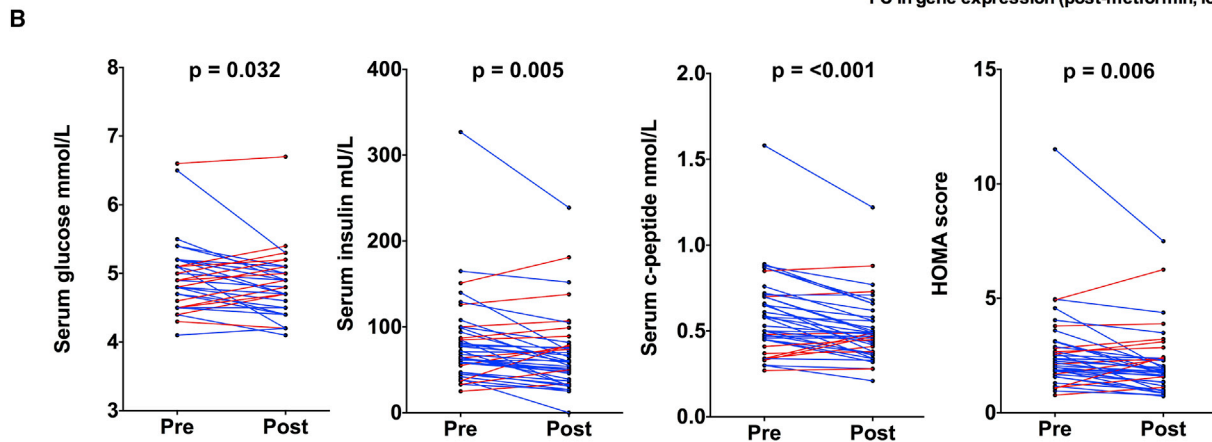 B
p = 0.032
Serum glucose mmol/L
8
7
6
5
4
3
Pre
Post
p = 0.005
Serum insulin mU/L
400
300
200
100
0
Pre
Post
p = <0.001
Serum c-peptide nmol/L
2.0
1.5
1.0
0.5
0.0
Pre
Post
p = 0.006
HOMA score
15
10
5
0
Pre
Post